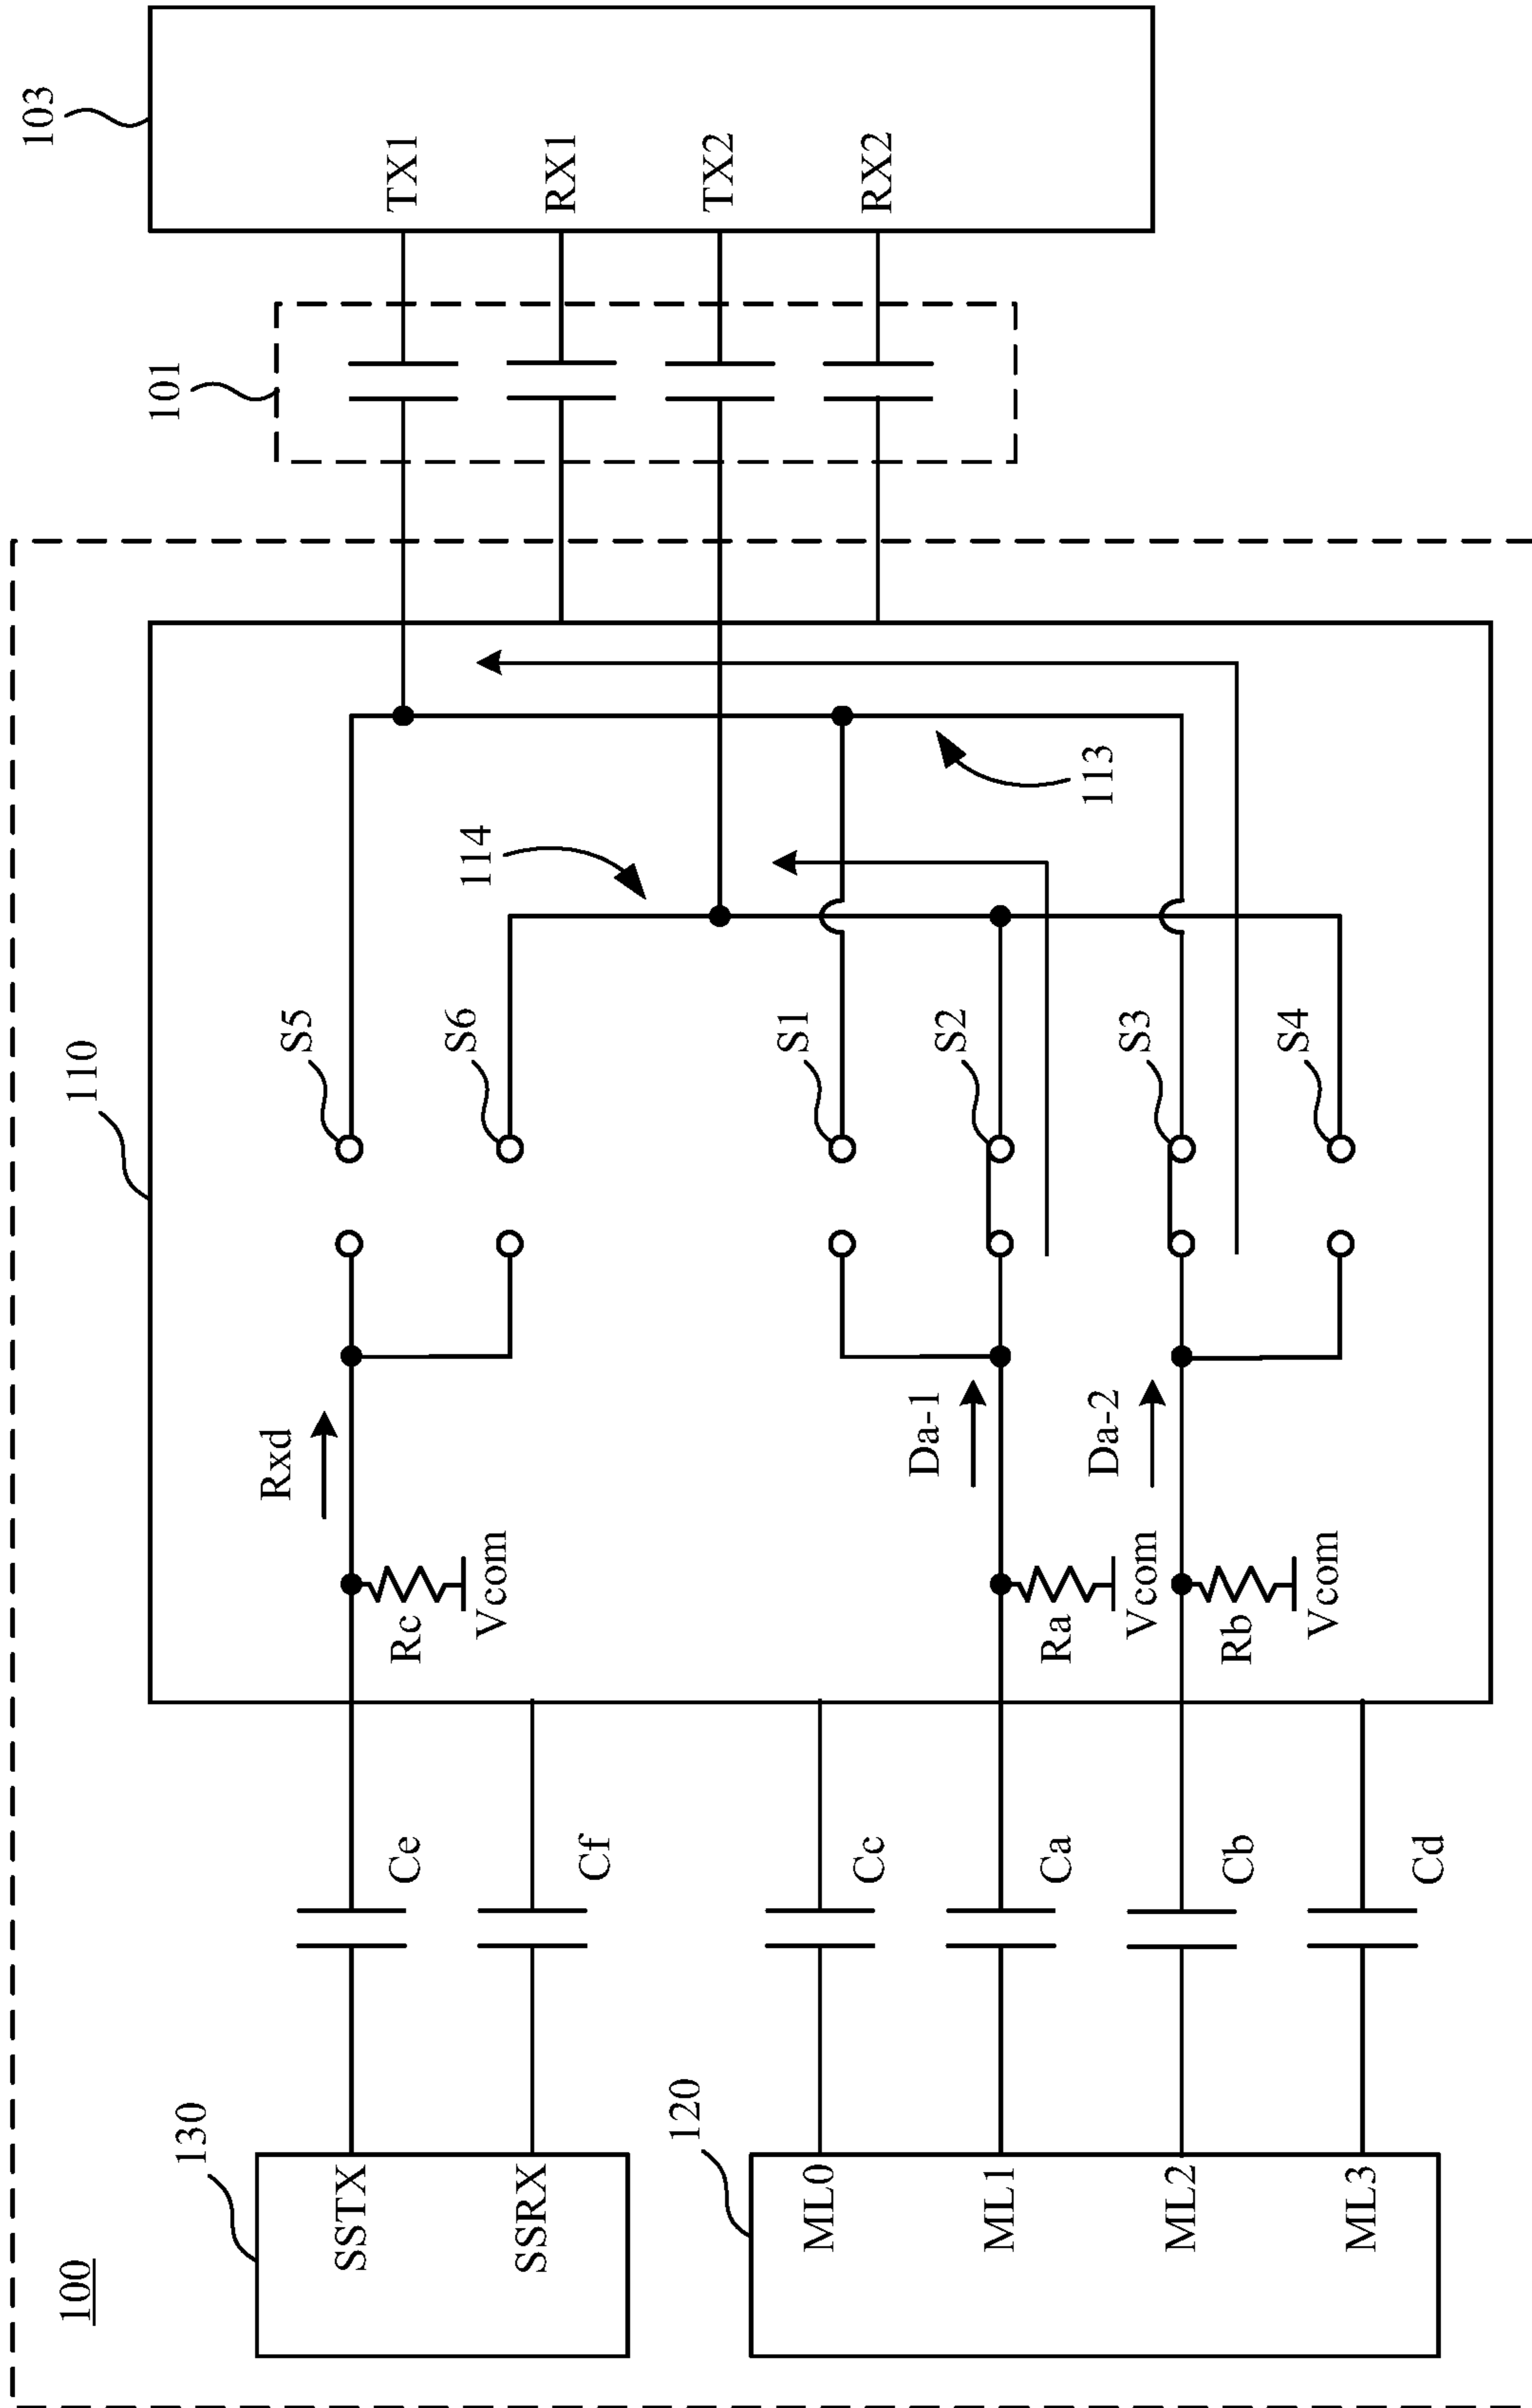 100
130
SSTX
SSRX
120
ML0
ML1
ML2
ML3
Ce
Cf
Cc
Ca
Cb
Cd
110
Rc
Vcom
Ra
Vcom
Rb
Vcom
Rxd
Da-1
Da-2
S5
S6
S1
S2
S3
S4
114
113
101
103
TX1
RX1
TX2
RX2